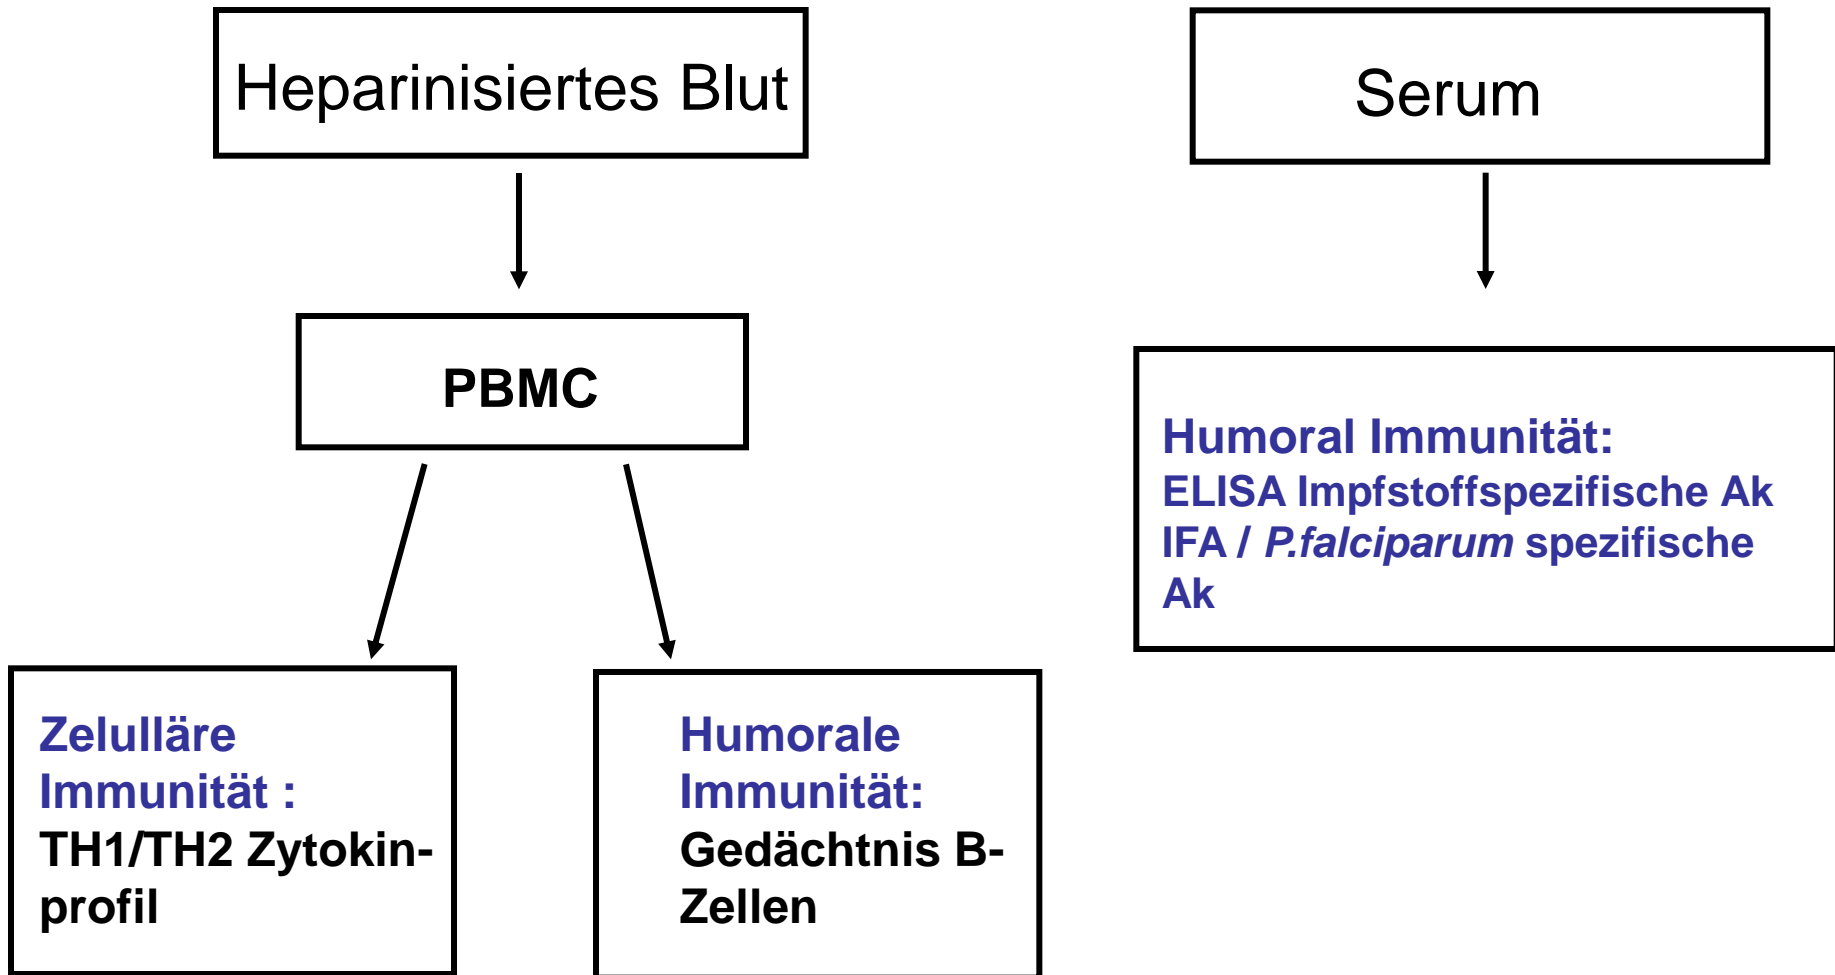 Heparinisiertes Blut
Serum
PBMC
Humoral Immunität:
ELISA Impfstoffspezifische Ak
IFA / P.falciparum spezifische
Ak
Zelulläre
Immunität :
TH1/TH2 Zytokin-
profil
Humorale
Immunität:
Gedächtnis B-
Zellen